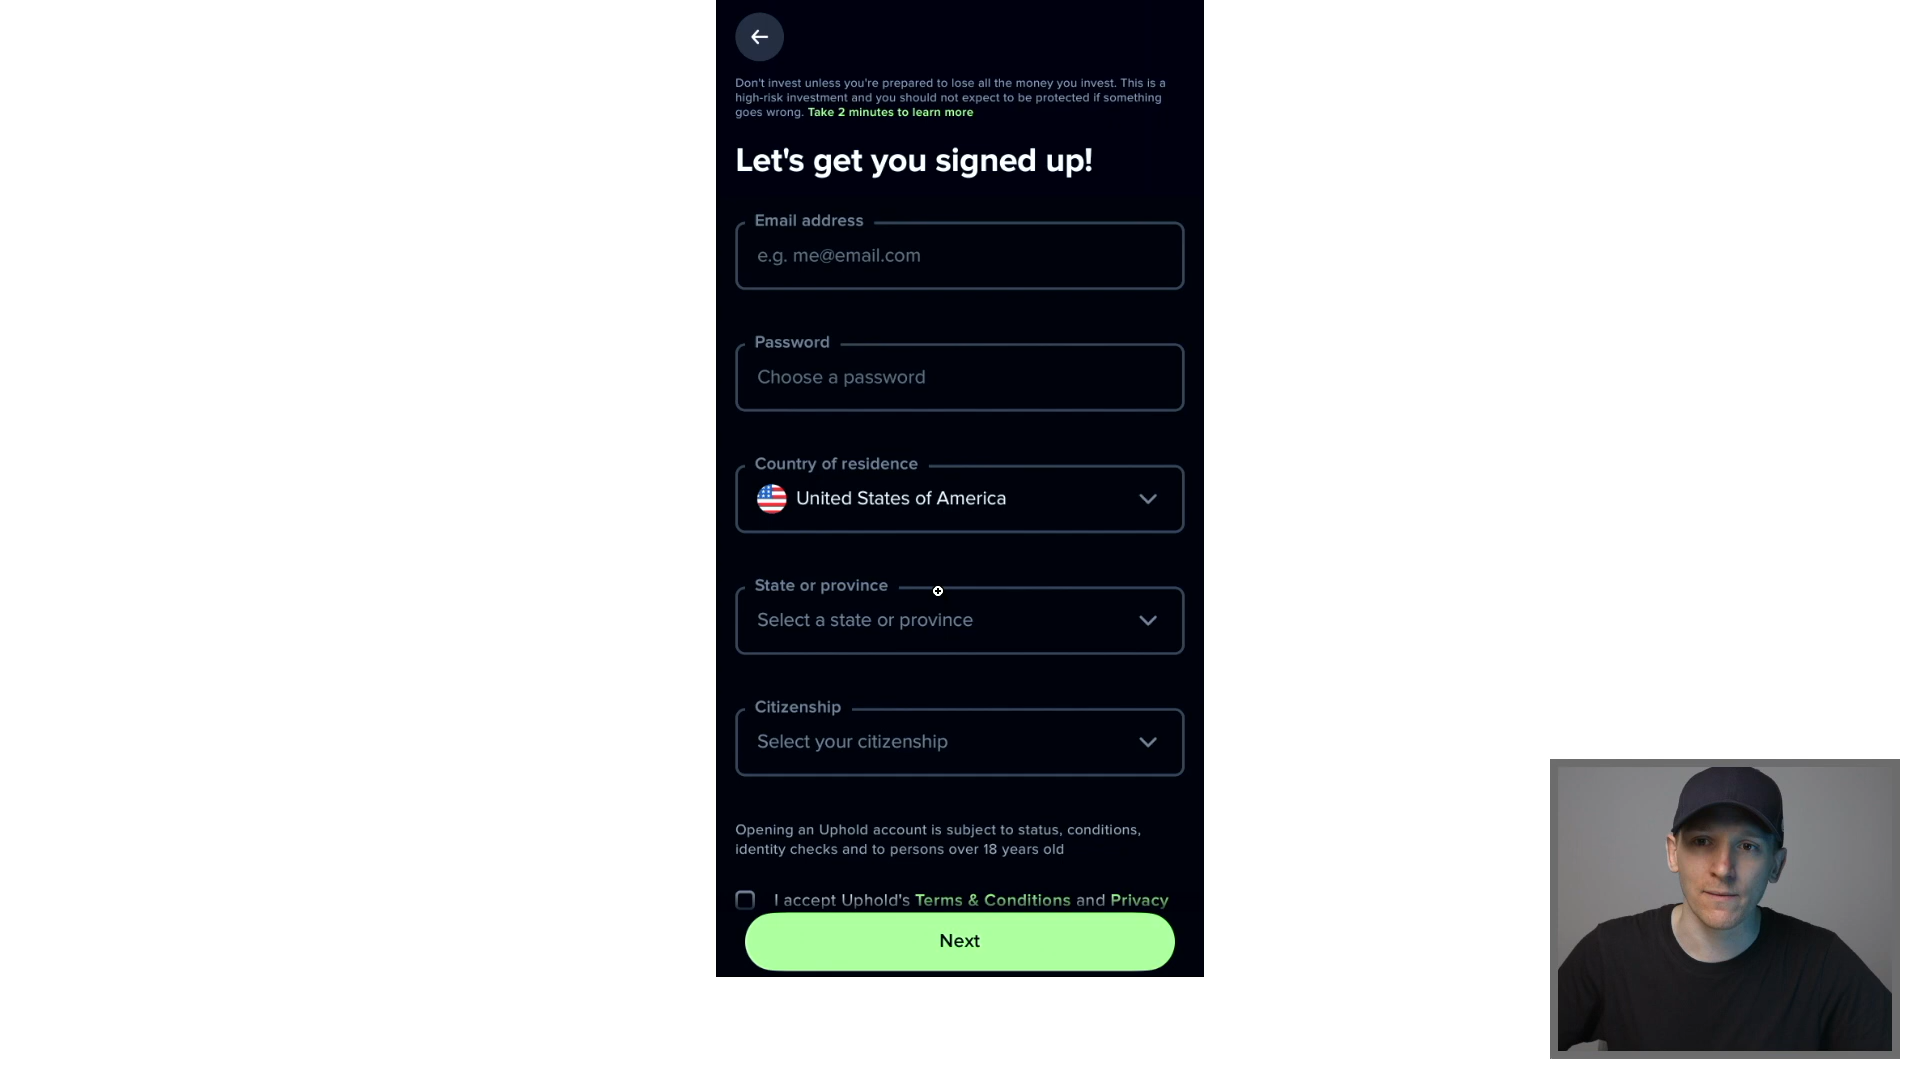 Don't invest unless you're prepared to lose all the money you invest. This is a
high-risk investment and you should not expect to be protected if something
goes wrong. Take 2 minutes to learn more
Let's get you signed up!
Email address
e.g. me@email.com
Password
Choose a password
Country of residence
United States of America
State or province
Select a state or province
Citizenship
Select your citizenship
Opening an Uphold account is subject to status, conditions,
identity checks and to persons over 18 years old
I accept Uphold's Terms & Conditions and Privacy
Next